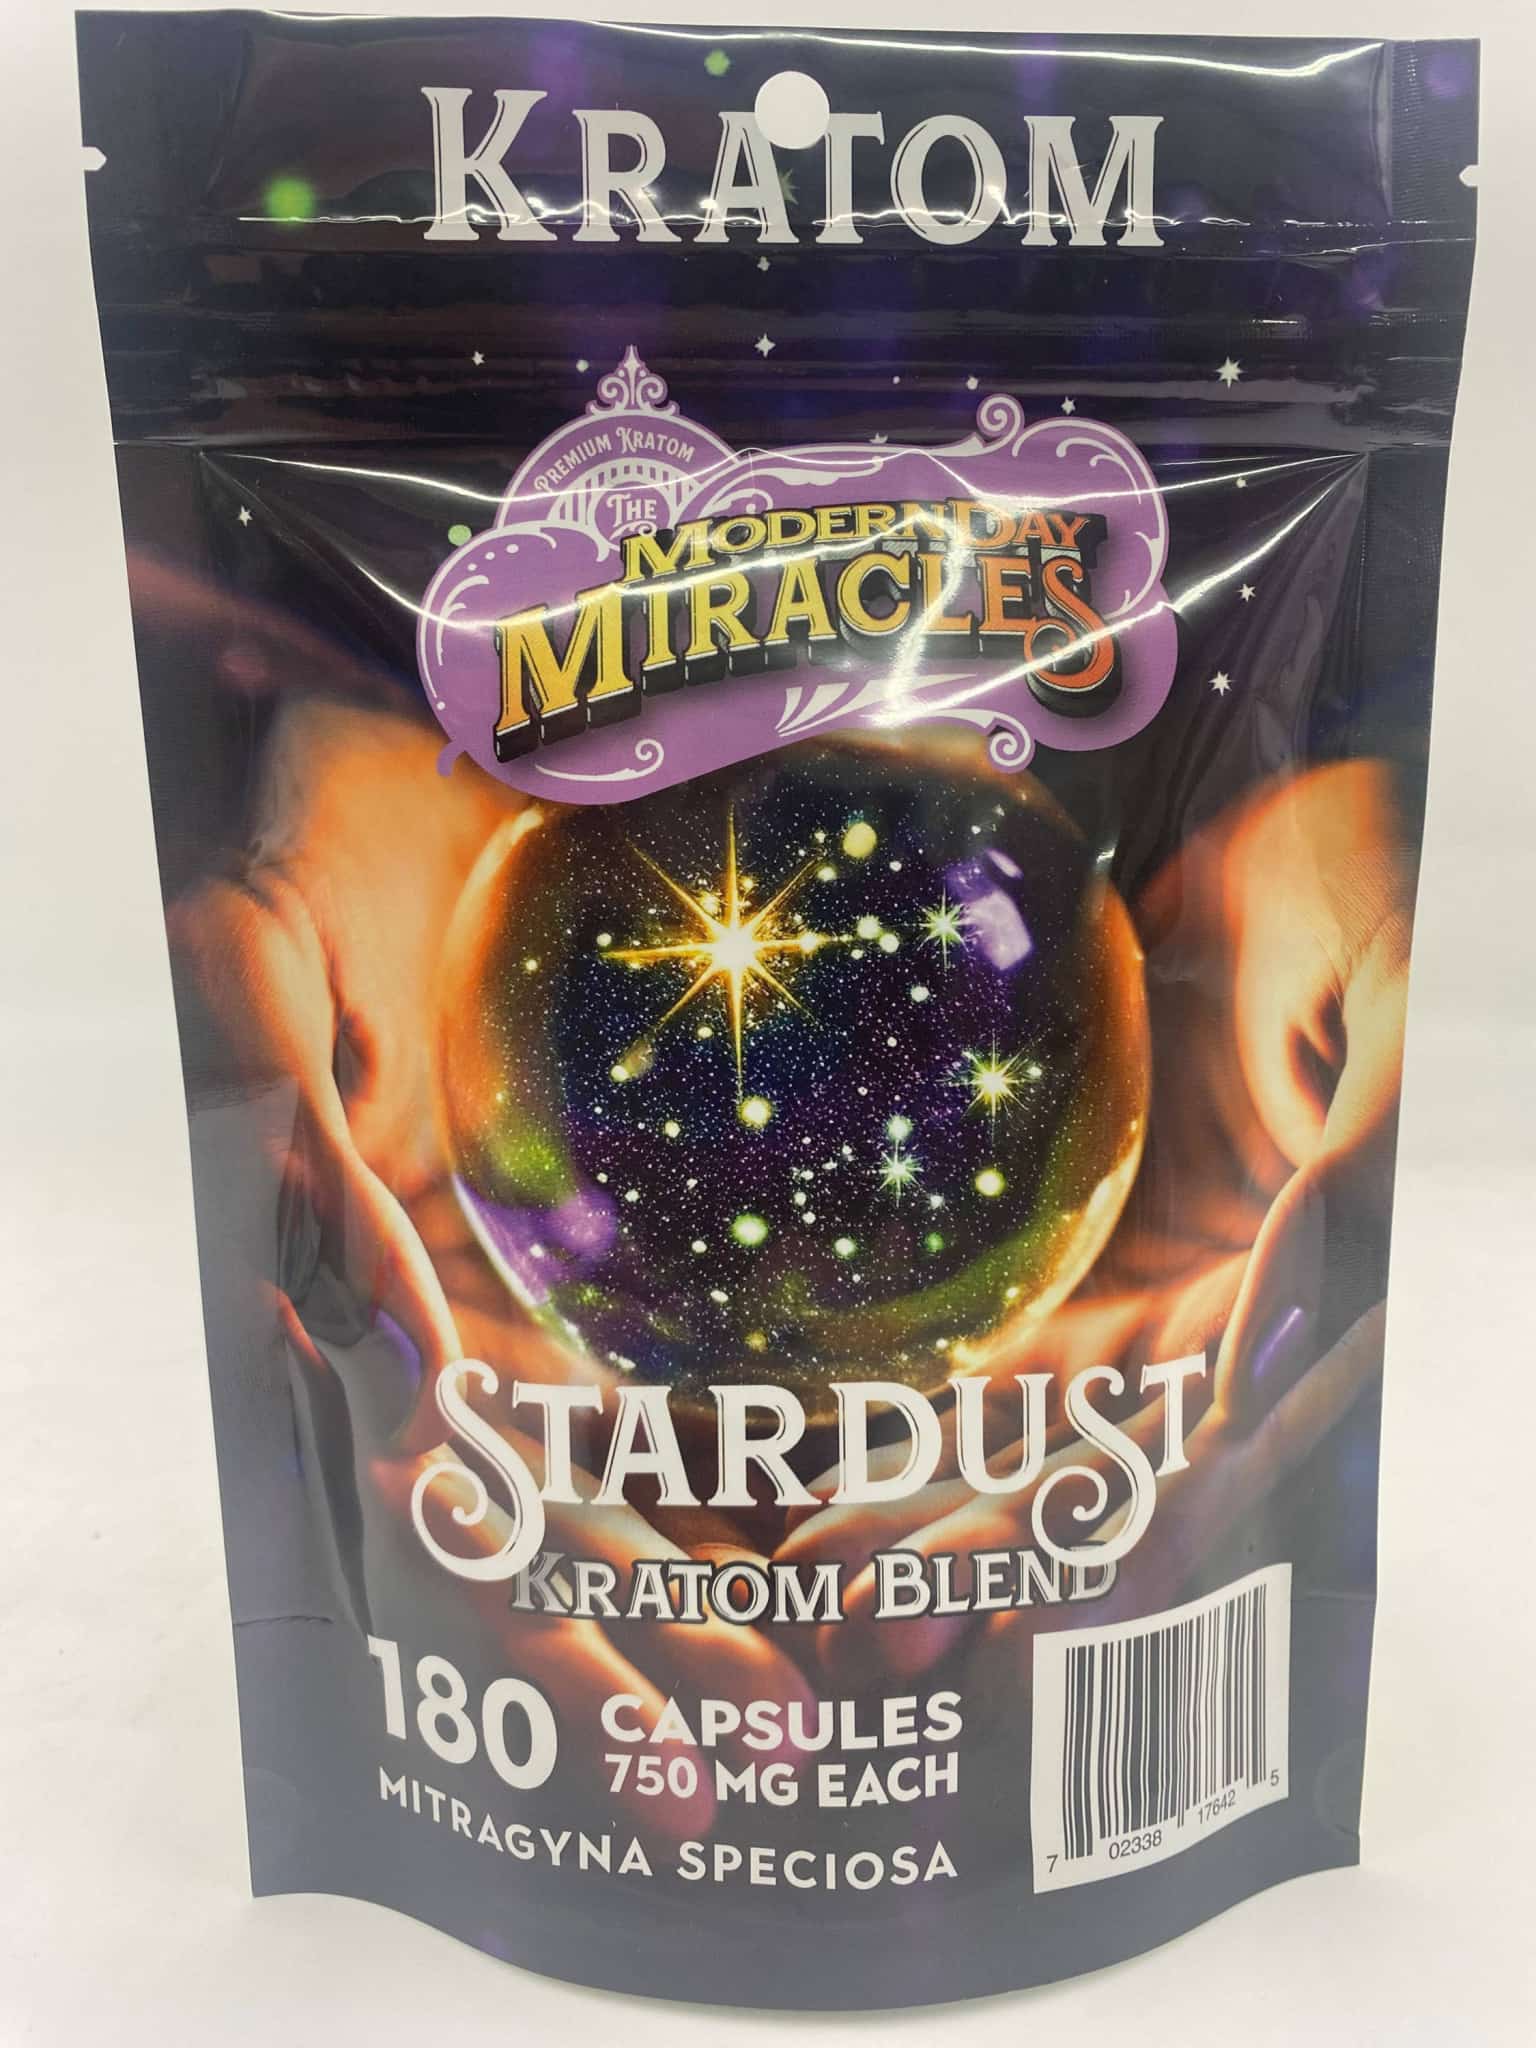 KRATOM
PREMIUM KRATOM
THE
MODERN DAY
MIRACLES
STARDUST
KRATOM BLEND
180 CAPSULES
750 MG EACH
MITRAGYNA SPECIOSA
7 02338 17642 5